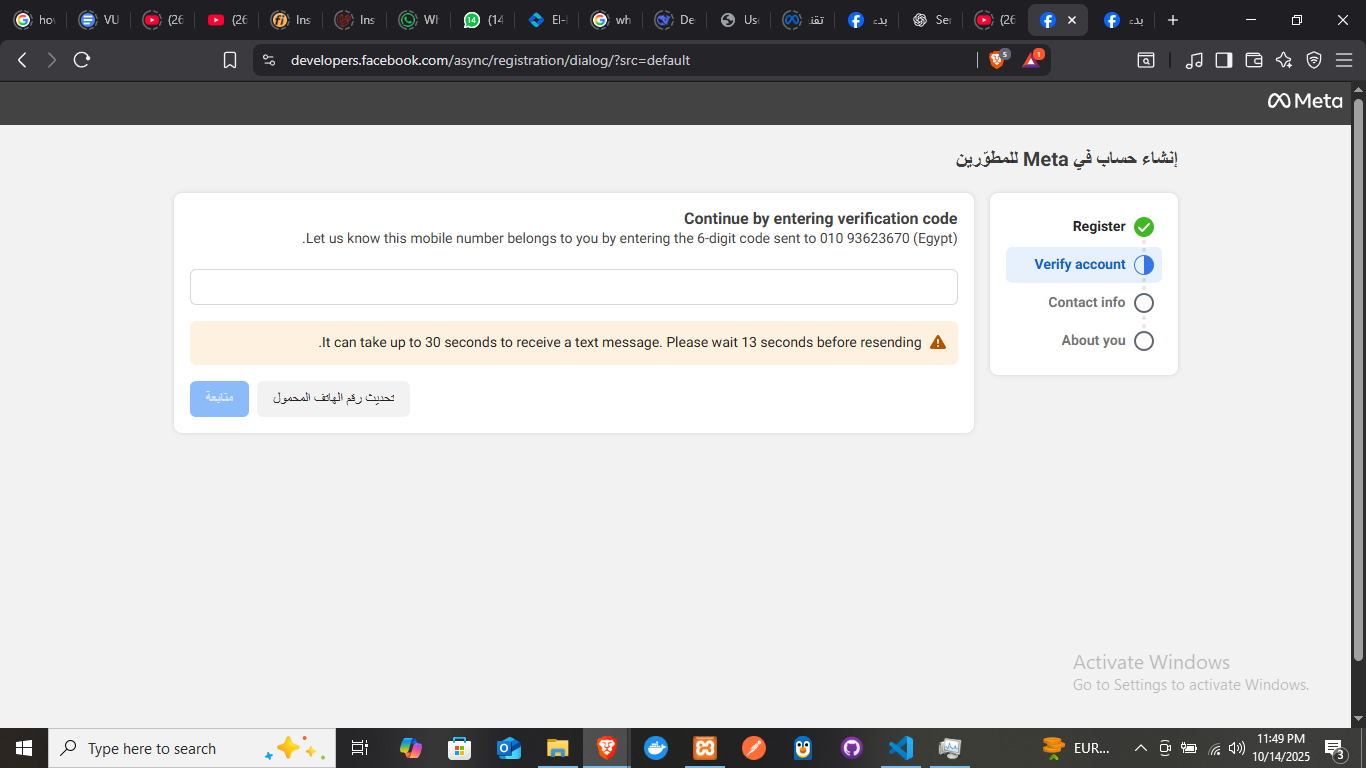 hov
VU
(26
(26
Ins
Ins
Wh
(14
El-I
wh
De
Us
تقن
بدء
Ser
(26
بدء
developers.facebook.com/async/registration/dialog/?src=default
5
1
Meta
إنشاء حساب في Meta للمطوّرين
Register
Verify account
Contact info
About you
Continue by entering verification code
.Let us know this mobile number belongs to you by entering the 6-digit code sent to 010 93623670 (Egypt)
.It can take up to 30 seconds to receive a text message. Please wait 13 seconds before resending
تحديث رقم الهاتف المحمول
متابعة
Activate Windows
Go to Settings to activate Windows.
Type here to search
EUR...
11:49 PM
10/14/2025
3